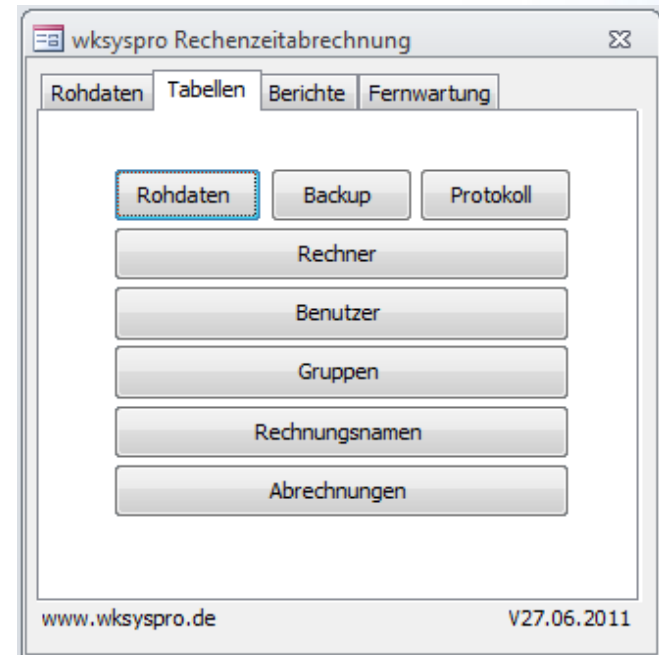 wksyspro Rechenzeitabrechnung
Rohdaten Tabellen Berichte Fernwartung
Rohdaten Backup Protokoll
Rechner
Benutzer
Gruppen
Rechnungsnamen
Abrechnungen
www.wksyspro.de V27.06.2011